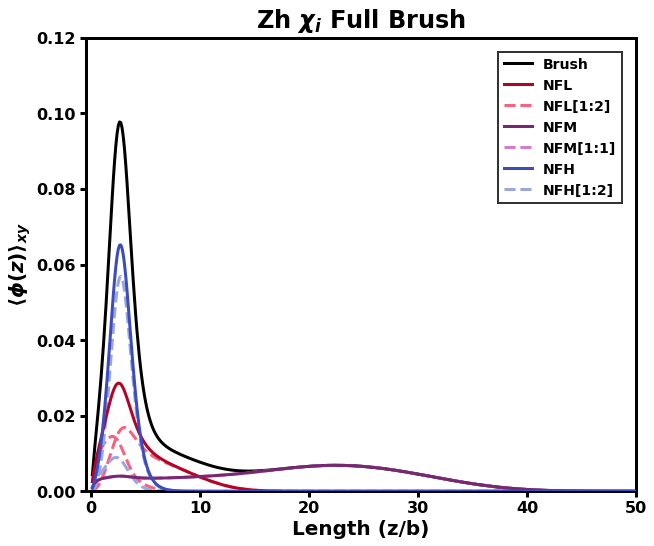 Zh χᵢ Full Brush
0.12
0.10
0.08
0.06
0.04
0.02
0.00
⟨ϕ(z)⟩xy
Brush
NFL
NFL[1:2]
NFM
NFM[1:1]
NFH
NFH[1:2]
0 10 20 30 40 50
Length (z/b)